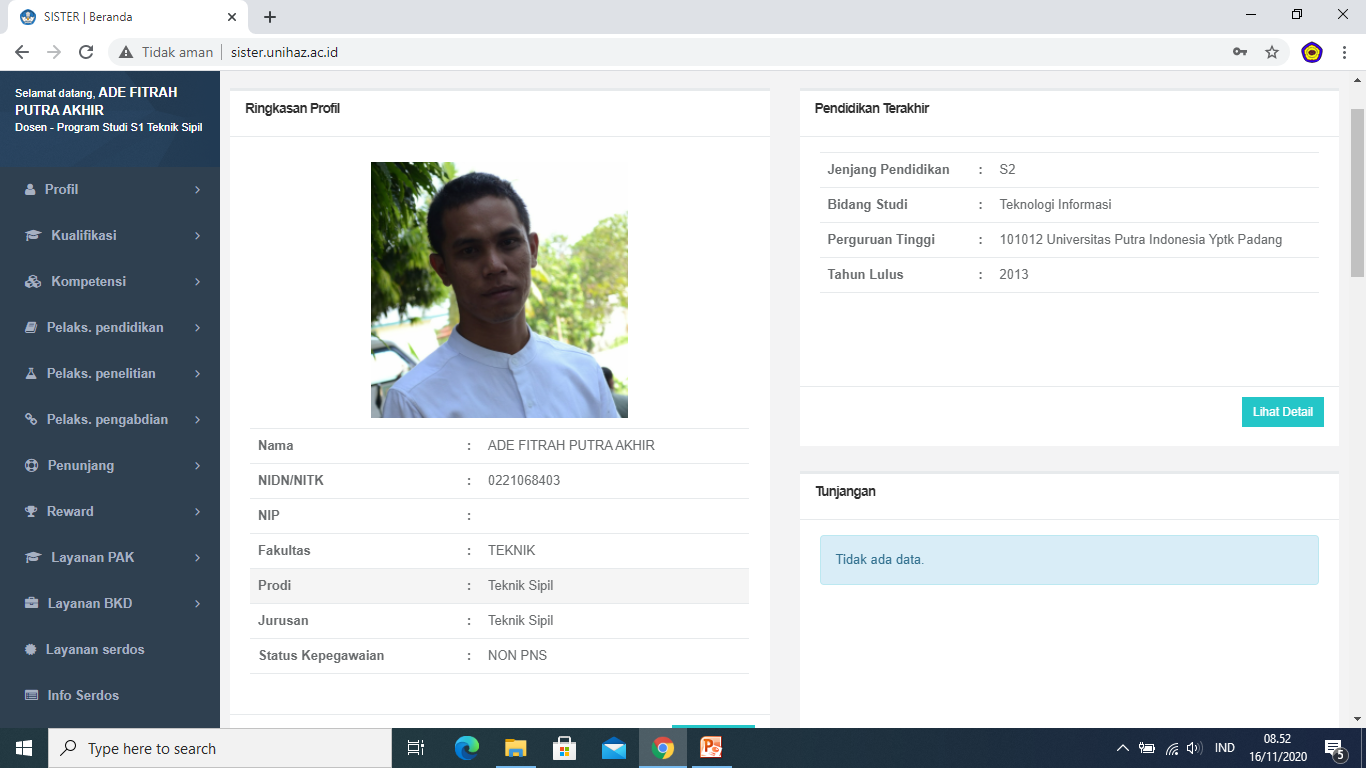 SISTER | Beranda
Tidak aman
sister.unihaz.ac.id
Selamat datang, ADE FITRAH
PUTRA AKHIR
Dosen - Program Studi S1 Teknik Sipil
Profil
Kualifikasi
Kompetensi
Pelaks. pendidikan
Pelaks. penelitian
Pelaks. pengabdian
Penunjang
Reward
Layanan PAK
Layanan BKD
Layanan serdos
Info Serdos
Ringkasan Profil
Nama : ADE FITRAH PUTRA AKHIR
NIDN/NITK : 0221068403
NIP :
Fakultas : TEKNIK
Prodi : Teknik Sipil
Jurusan : Teknik Sipil
Status Kepegawaian : NON PNS
Pendidikan Terakhir
Jenjang Pendidikan : S2
Bidang Studi : Teknologi Informasi
Perguruan Tinggi : 101012 Universitas Putra Indonesia Yptk Padang
Tahun Lulus : 2013
Lihat Detail
Tunjangan
Tidak ada data.
Type here to search
IND
08.52
16/11/2020
5